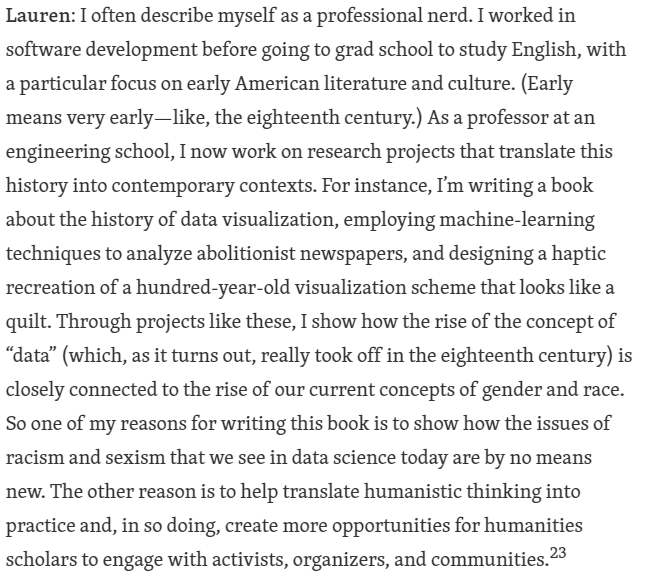 Lauren: I often describe myself as a professional nerd. I worked in
software development before going to grad school to study English, with
a particular focus on early American literature and culture. (Early
means very early—like, the eighteenth century.) As a professor at an
engineering school, I now work on research projects that translate this
history into contemporary contexts. For instance, I’m writing a book
about the history of data visualization, employing machine-learning
techniques to analyze abolitionist newspapers, and designing a haptic
recreation of a hundred-year-old visualization scheme that looks like a
quilt. Through projects like these, I show how the rise of the concept of
“data” (which, as it turns out, really took off in the eighteenth century) is
closely connected to the rise of our current concepts of gender and race.
So one of my reasons for writing this book is to show how the issues of
racism and sexism that we see in data science today are by no means
new. The other reason is to help translate humanistic thinking into
practice and, in so doing, create more opportunities for humanities
scholars to engage with activists, organizers, and communities.23